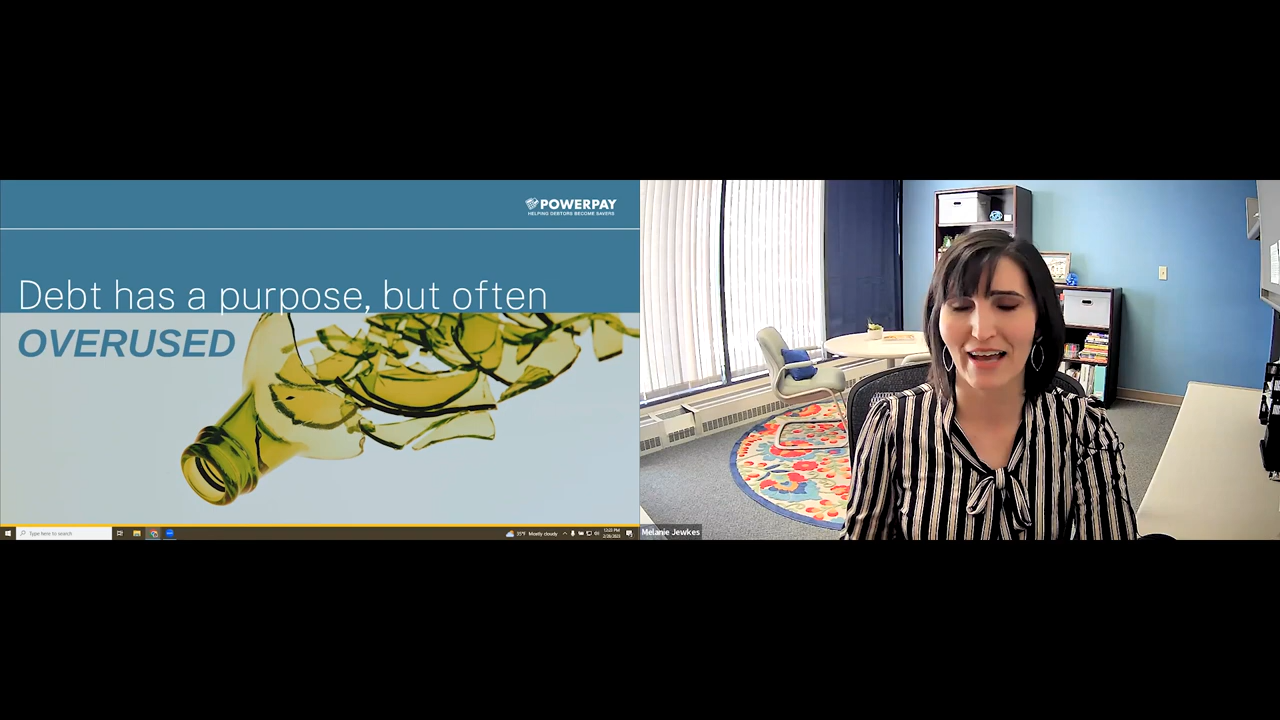 POWERPAY
HELPING DEBTORS BECOME SAVERS
Debt has a purpose, but often
OVERUSED
Type here to search
35°F Mostly cloudy
Melanie Jewkes